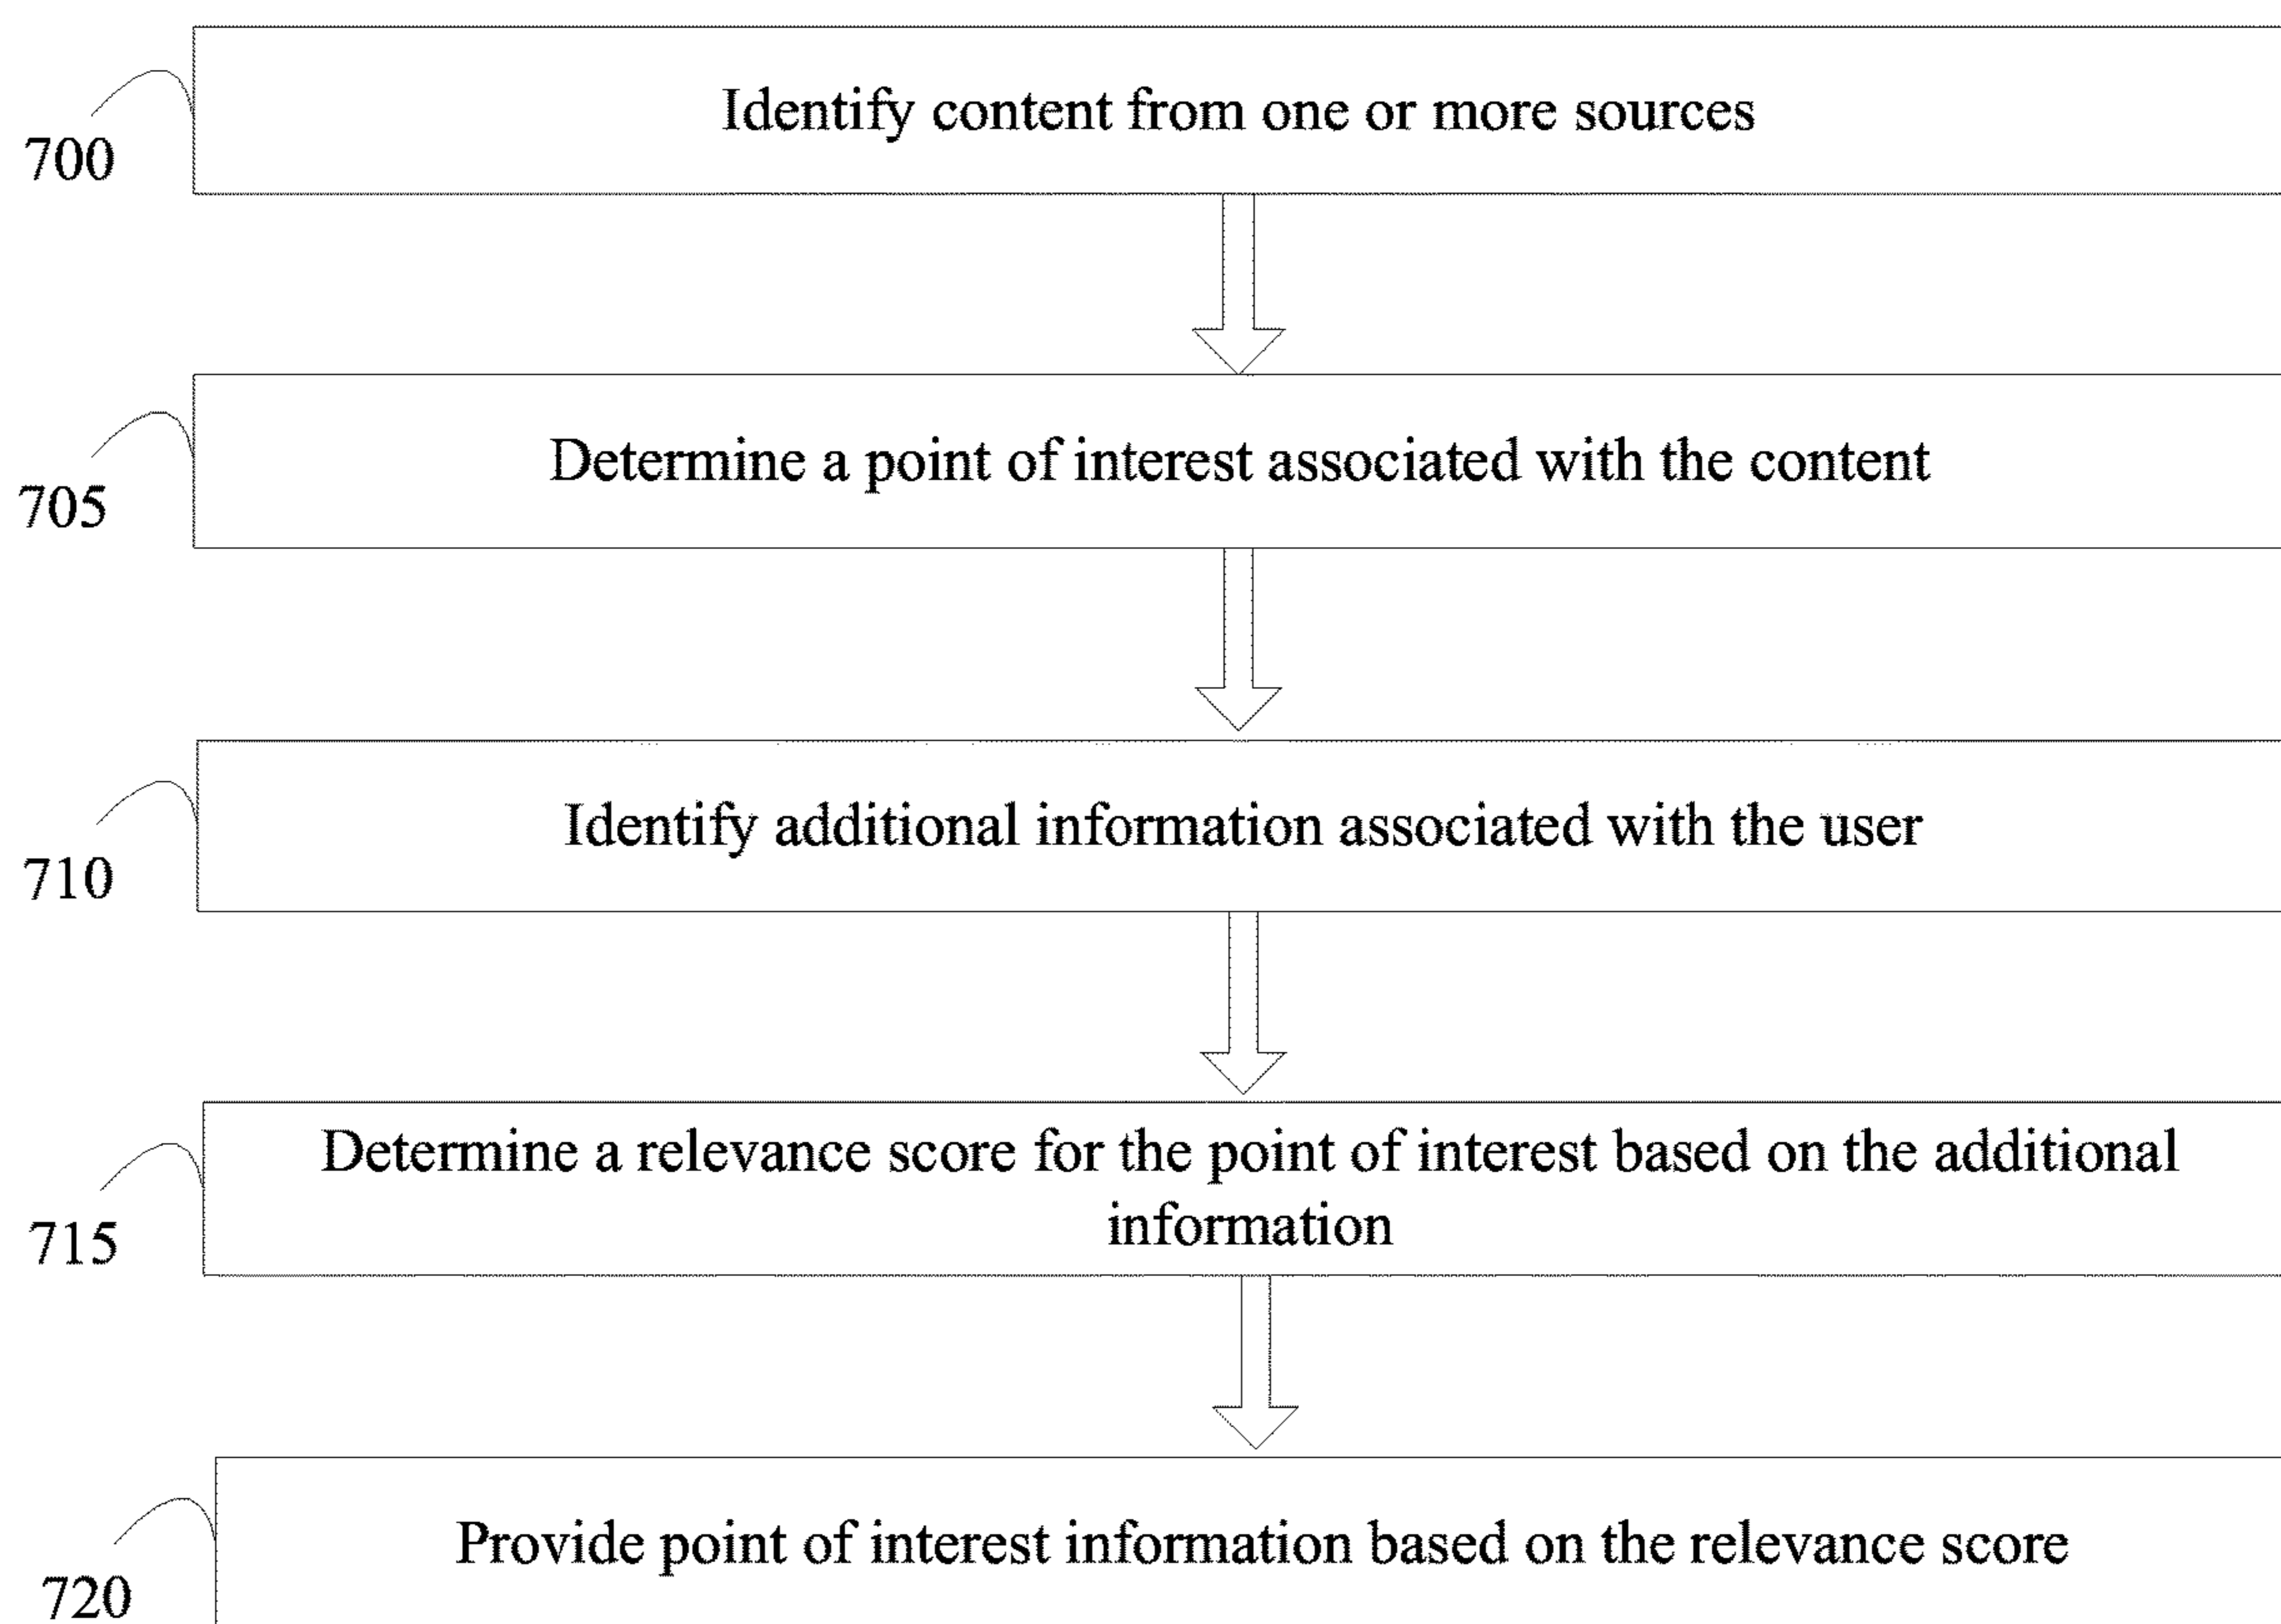 Identify content from one or more sources
700
Determine a point of interest associated with the content
705
Identify additional information associated with the user
710
Determine a relevance score for the point of interest based on the additional
information
715
Provide point of interest information based on the relevance score
720